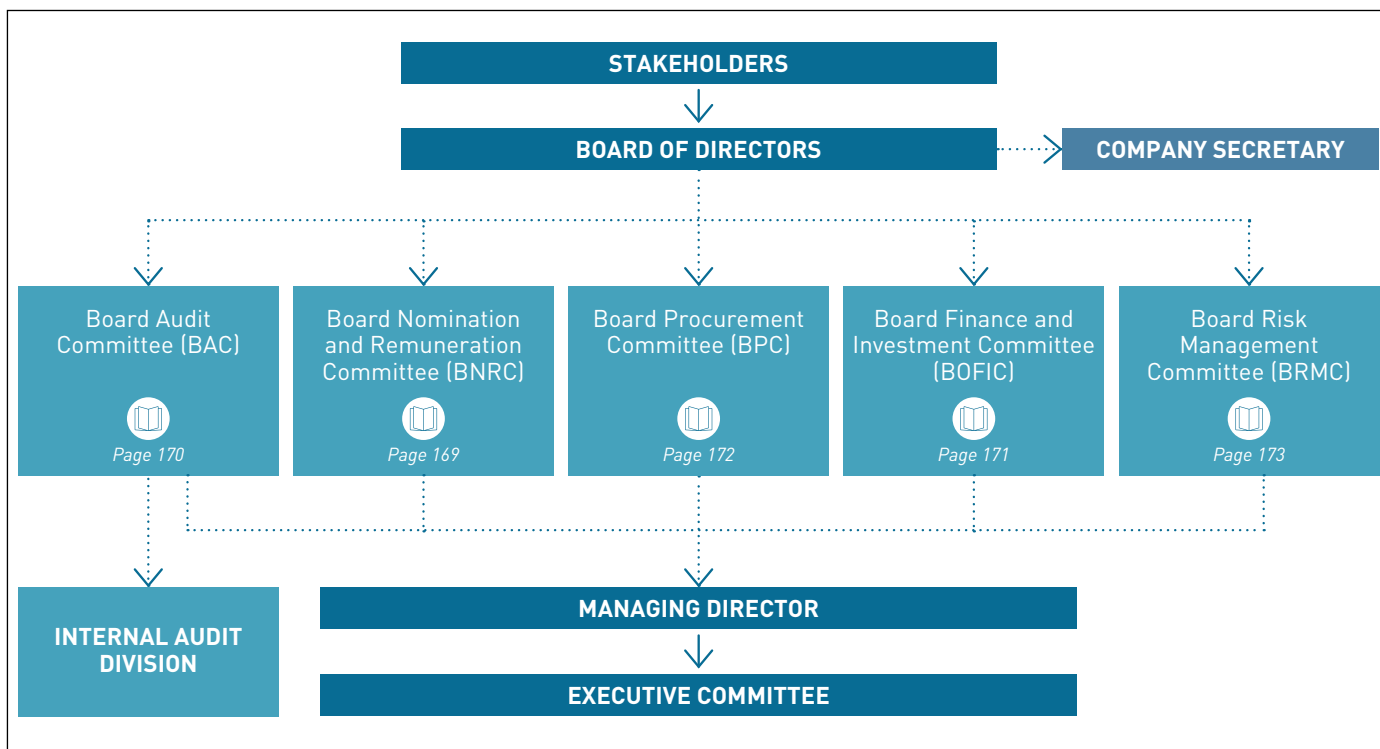 STAKEHOLDERS
BOARD OF DIRECTORS
COMPANY SECRETARY
Board Audit
Committee (BAC)
Page 170
Board Nomination
and Remuneration
Committee (BNRC)
Page 169
Board Procurement
Committee (BPC)
Page 172
Board Finance and
Investment Committee
(BOFIC)
Page 171
Board Risk
Management
Committee (BRMC)
Page 173
INTERNAL AUDIT
DIVISION
MANAGING DIRECTOR
EXECUTIVE COMMITTEE